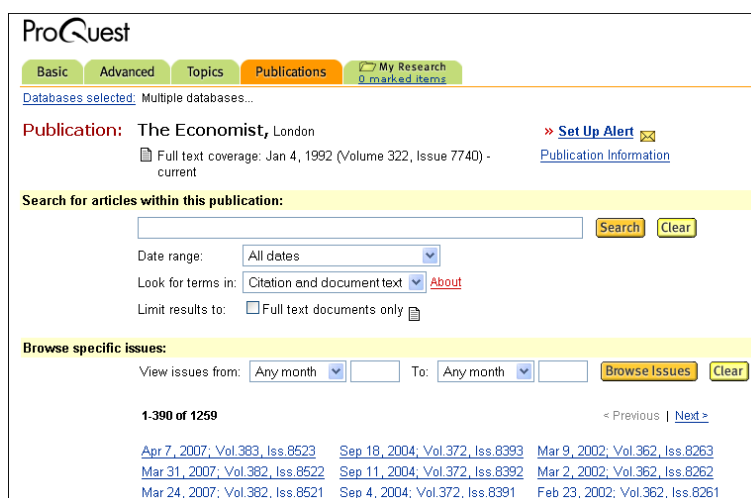 ProQuest
Basic Advanced Topics Publications My Research
0 marked items
Databases selected: Multiple databases...
Publication: The Economist, London » Set Up Alert
Full text coverage: Jan 4, 1992 (Volume 322, Issue 7740) - Publication Information
current
Search for articles within this publication:
Search Clear
Date range: All dates
Look for terms in: Citation and document text About
Limit results to: Full text documents only
Browse specific issues:
View issues from: Any month To: Any month Browse Issues Clear
1-390 of 1259 < Previous | Next >
Apr 7, 2007; Vol.383, Iss.8523 Sep 18, 2004; Vol.372, Iss.8393 Mar 9, 2002; Vol.362, Iss.8263
Mar 31, 2007; Vol.382, Iss.8522 Sep 11, 2004; Vol.372, Iss.8392 Mar 2, 2002; Vol.362, Iss.8262
Mar 24, 2007; Vol.382, Iss.8521 Sep 4, 2004; Vol.372, Iss.8391 Feb 23, 2002; Vol.362, Iss.8261